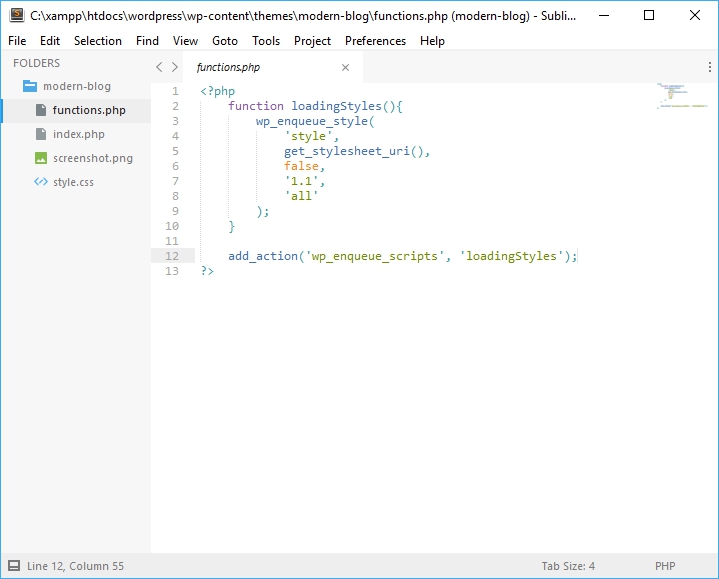 C:\xampp\htdocs\wordpress\wp-content\themes\modern-blog\functions.php (modern-blog) - Subli...
File Edit Selection Find View Goto Tools Project Preferences Help
FOLDERS
modern-blog
functions.php
index.php
screenshot.png
style.css
functions.php
1 <?php
2     function loadingStyles(){
3         wp_enqueue_style(
4             'style',
5             get_stylesheet_uri(),
6             false,
7             '1.1',
8             'all'
9         );
10     }
11
12     add_action('wp_enqueue_scripts', 'loadingStyles');
13 ?>
Line 12, Column 55
Tab Size: 4
PHP